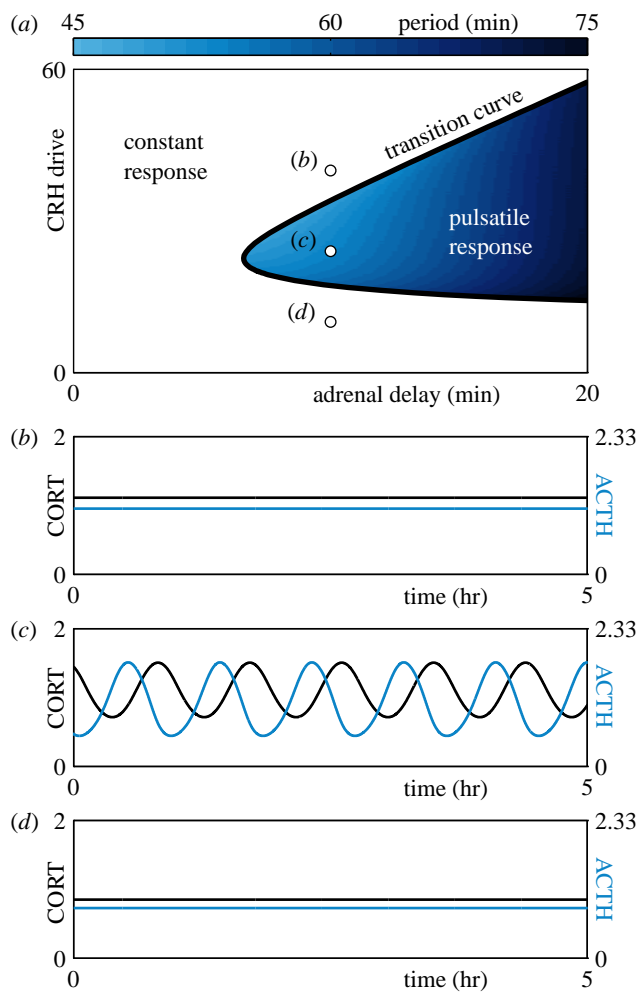 (a) 45 60 period (min) 75
60
CRH drive
constant
response
(b)
transition curve
(c)
pulsatile
response
(d)
0
0 adrenal delay (min) 20
(b) 2 2.33
CORT ACTH
0 0
0 time (hr) 5
(c) 2 2.33
CORT ACTH
0 0
0 time (hr) 5
(d) 2 2.33
CORT ACTH
0 0
0 time (hr) 5